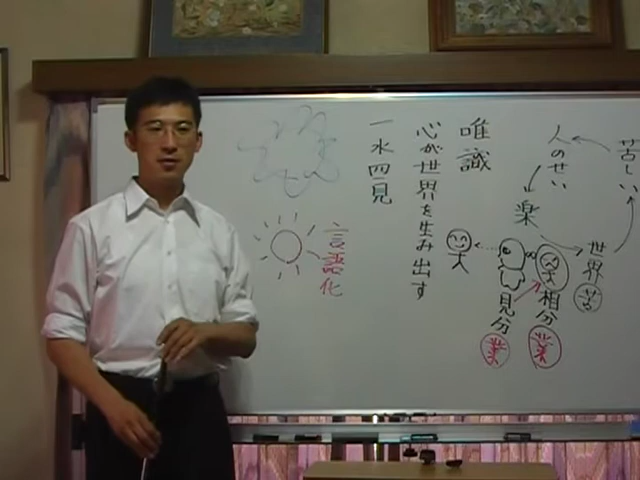 苦しい
人のせい
楽
世界
苦
相分
見分
業
業
唯識
心が世界を生み出す
一水四見
言語化